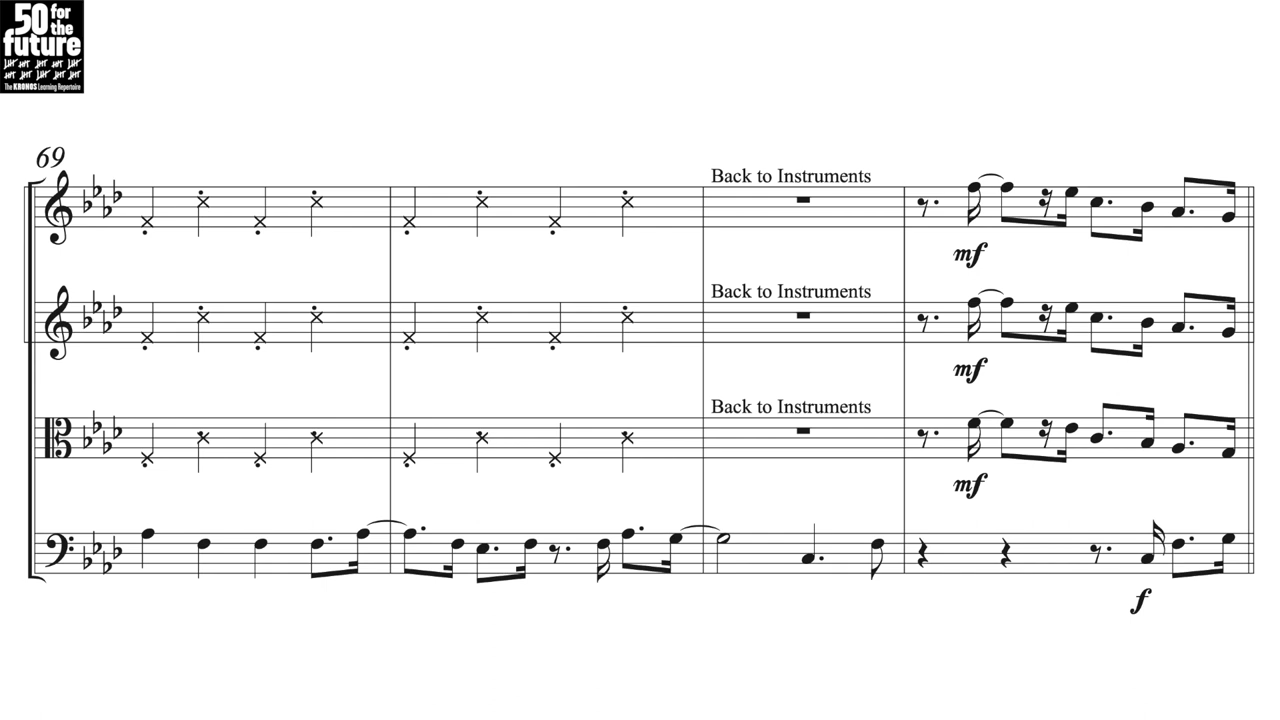 50 for
the
future
The KRONOS Learning Repertoire
69
Back to Instruments
mf
Back to Instruments
mf
Back to Instruments
mf
f